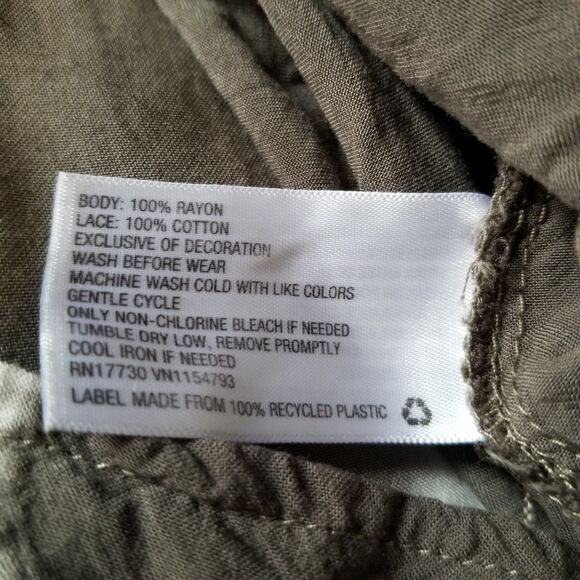 BODY: 100% RAYON
LACE: 100% COTTON
EXCLUSIVE OF DECORATION
WASH BEFORE WEAR
MACHINE WASH COLD WITH LIKE COLORS
GENTLE CYCLE
ONLY NON-CHLORINE BLEACH IF NEEDED
TUMBLE DRY LOW, REMOVE PROMPTLY
COOL IRON IF NEEDED
RN17730 VN1154793
LABEL MADE FROM 100% RECYCLED PLASTIC